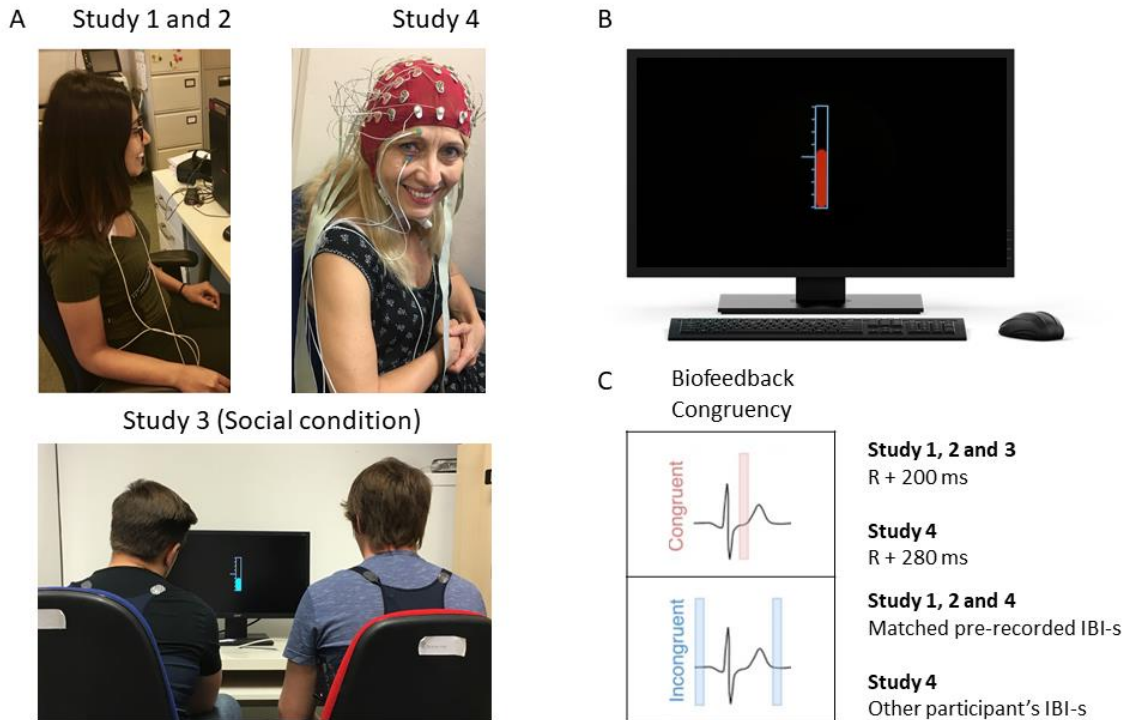 A
Study 1 and 2
Study 4
Study 3 (Social condition)
B
C
Biofeedback
Congruency
Congruent
Incongruent
Study 1, 2 and 3
R + 200 ms
Study 4
R + 280 ms
Study 1, 2 and 4
Matched pre-recorded IBI-s
Study 4
Other participant's IBI-s